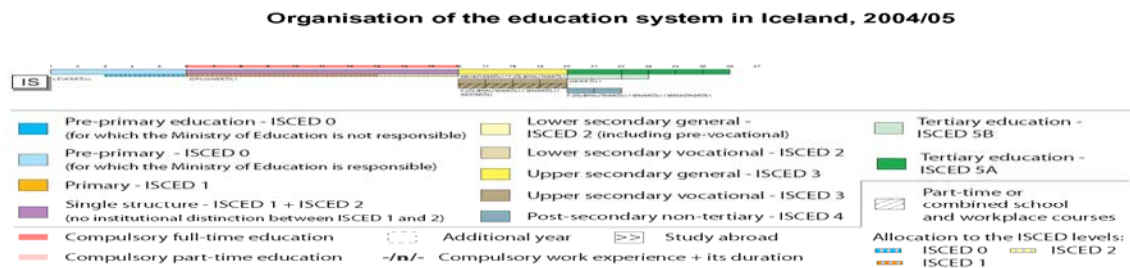 Organisation of the education system in Iceland, 2004/05
IS
Pre-primary education - ISCED 0
(for which the Ministry of Education is not responsible)
Pre-primary - ISCED 0
(for which the Ministry of Education is responsible)
Primary - ISCED 1
Single structure - ISCED 1 + ISCED 2
(no institutional distinction between ISCED 1 and 2)
Compulsory full-time education
Compulsory part-time education
Lower secondary general -
ISCED 2 (including pre-vocational)
Lower secondary vocational - ISCED 2
Upper secondary general - ISCED 3
Upper secondary vocational - ISCED 3
Post-secondary non-tertiary - ISCED 4
Additional year
>> Study abroad
-/n/- Compulsory work experience + its duration
Tertiary education -
ISCED 5B
Tertiary education -
ISCED 5A
Part-time or
combined school
and workplace courses
Allocation to the ISCED levels:
ISCED 0
ISCED 2
ISCED 1